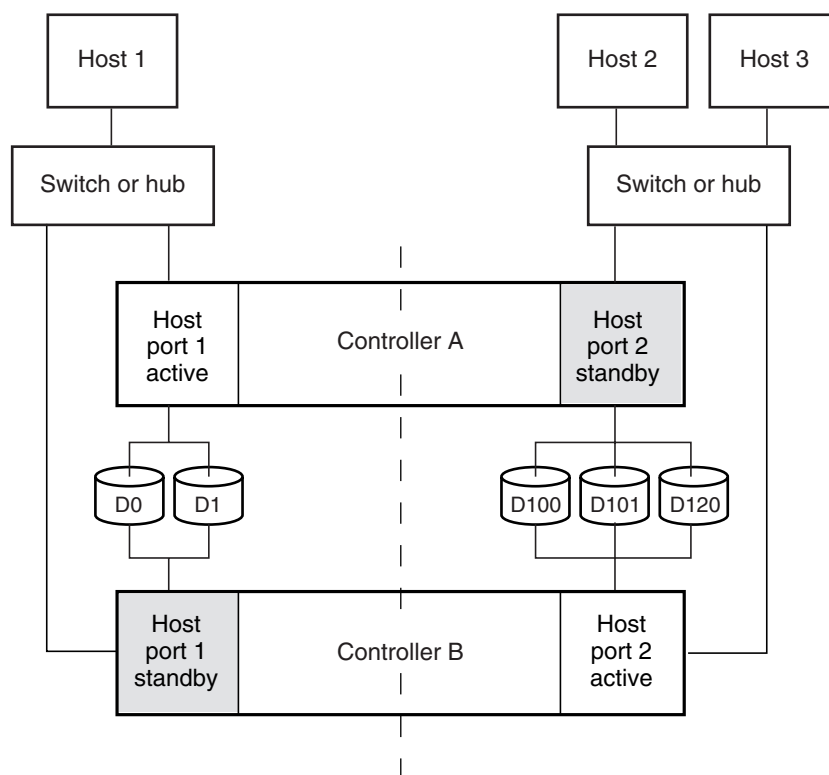 Host 1
Host 2
Host 3
Switch or hub
Switch or hub
Host
port 1
active
Controller A
Host
port 2
standby
D0
D1
D100
D101
D120
Host
port 1
standby
Controller B
Host
port 2
active